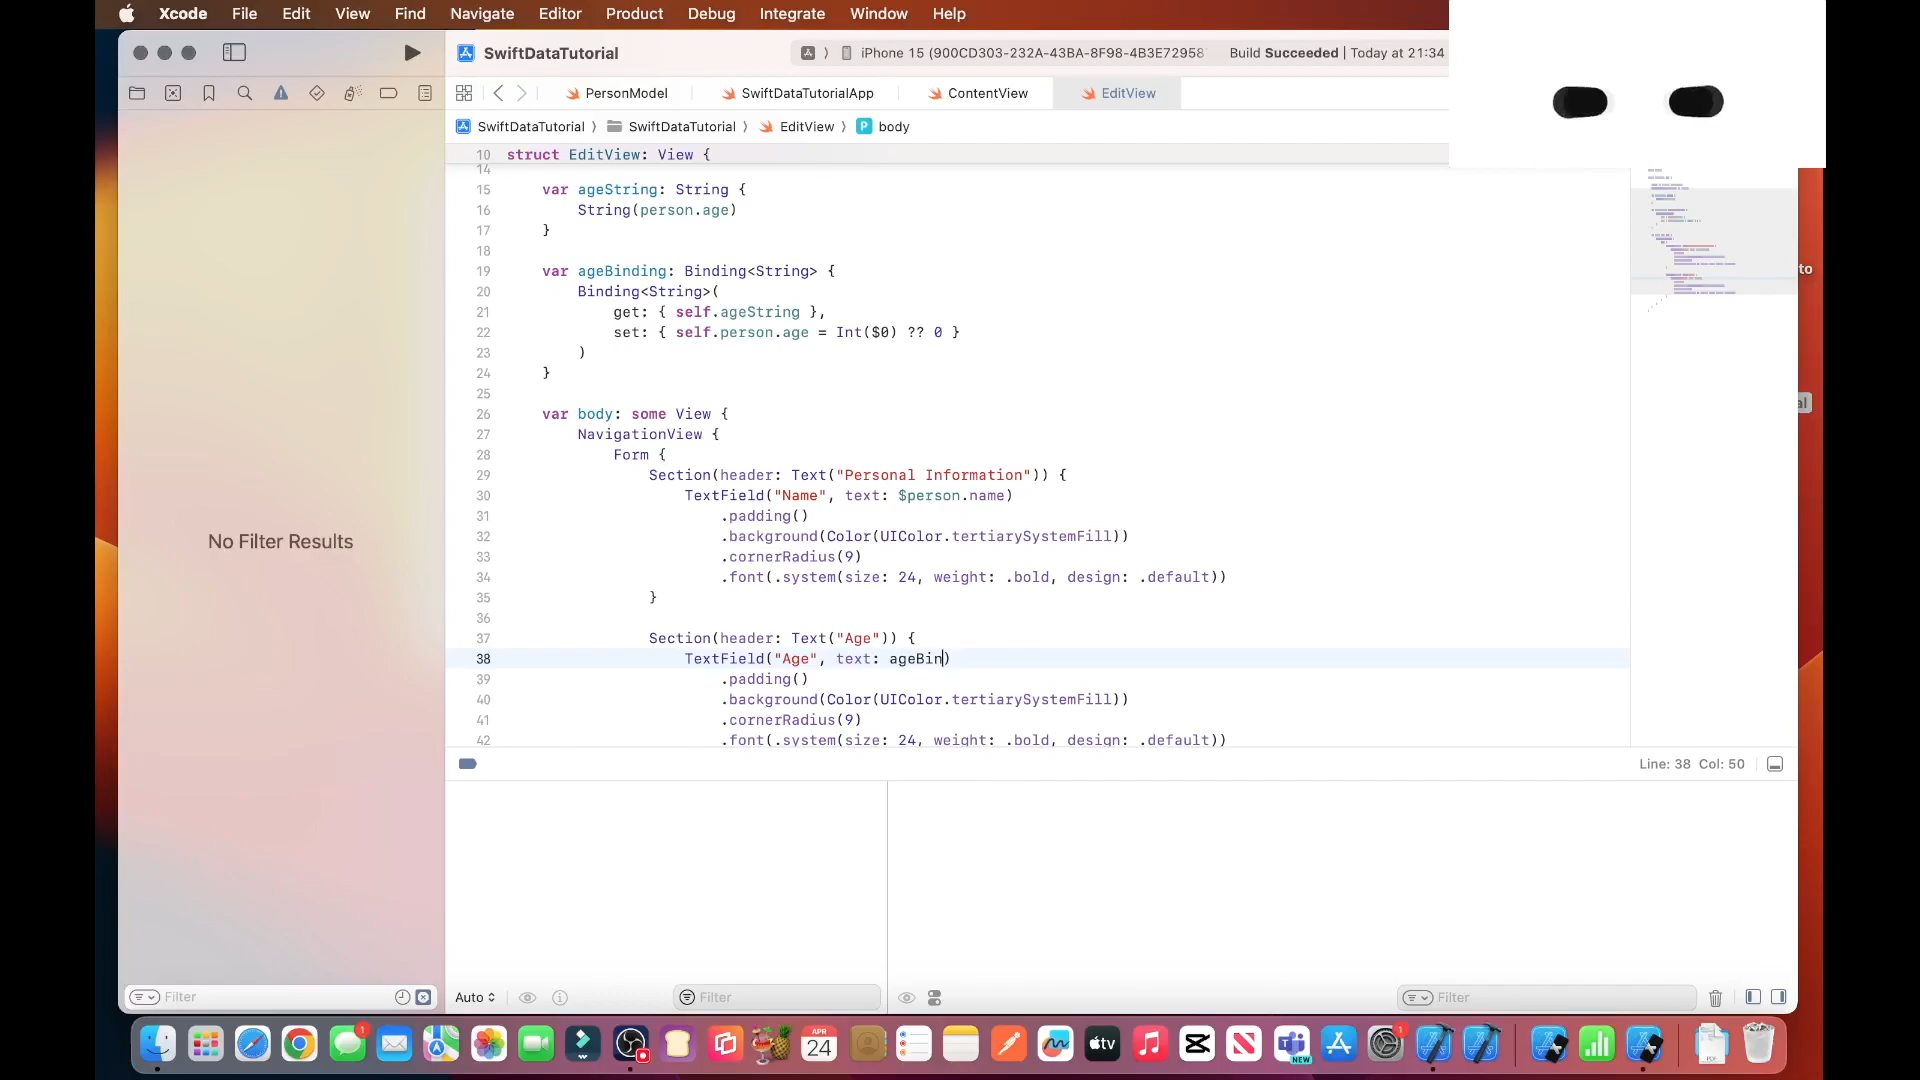 Xcode File Edit View Find Navigate Editor Product Debug Integrate Window Help
SwiftDataTutorial
iPhone 15 (900CD303-232A-43BA-8F98-4B3E72958
Build Succeeded | Today at 21:34
PersonModel SwiftDataTutorialApp ContentView EditView
SwiftDataTutorial 〉 SwiftDataTutorial 〉 EditView 〉 P body
10 struct EditView: View {
14
15 var ageString: String {
16 String(person.age)
17 }
18
19 var ageBinding: Binding<String> {
20 Binding<String>(
21 get: { self.ageString },
22 set: { self.person.age = Int($0) ?? 0 }
23 )
24 }
25
26 var body: some View {
27 NavigationView {
28 Form {
29 Section(header: Text("Personal Information")) {
30 TextField("Name", text: $person.name)
31 .padding()
32 .background(Color(UIColor.tertiarySystemFill))
33 .cornerRadius(9)
34 .font(.system(size: 24, weight: .bold, design: .default))
35 }
36
37 Section(header: Text("Age")) {
38 TextField("Age", text: ageBin)
39 .padding()
40 .background(Color(UIColor.tertiarySystemFill))
41 .cornerRadius(9)
42 .font(.system(size: 24, weight: .bold, design: .default))
No Filter Results
to
al
Line: 38 Col: 50
Filter
Auto
Filter
Filter
1
APR
24
tv
NEW
1
PDF